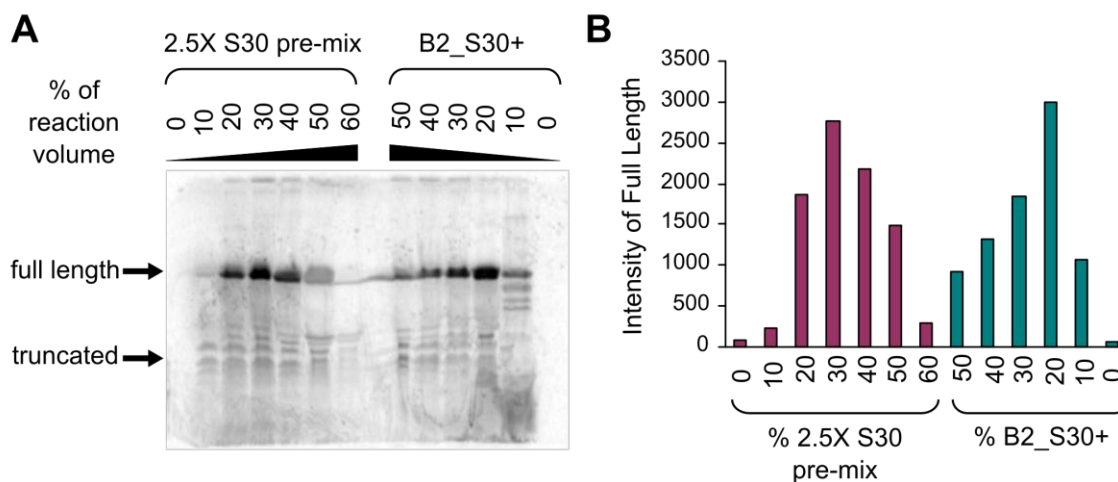 A
2.5X S30 pre-mix
B2_S30+
% of
reaction
volume
0 10 20 30 40 50 60
50 40 30 20 10 0
full length
truncated
B
Intensity of Full Length
3500
3000
2500
2000
1500
1000
500
0
0 10 20 30 40 50 60 50 40 30 20 10 0
% 2.5X S30
pre-mix
% B2_S30+